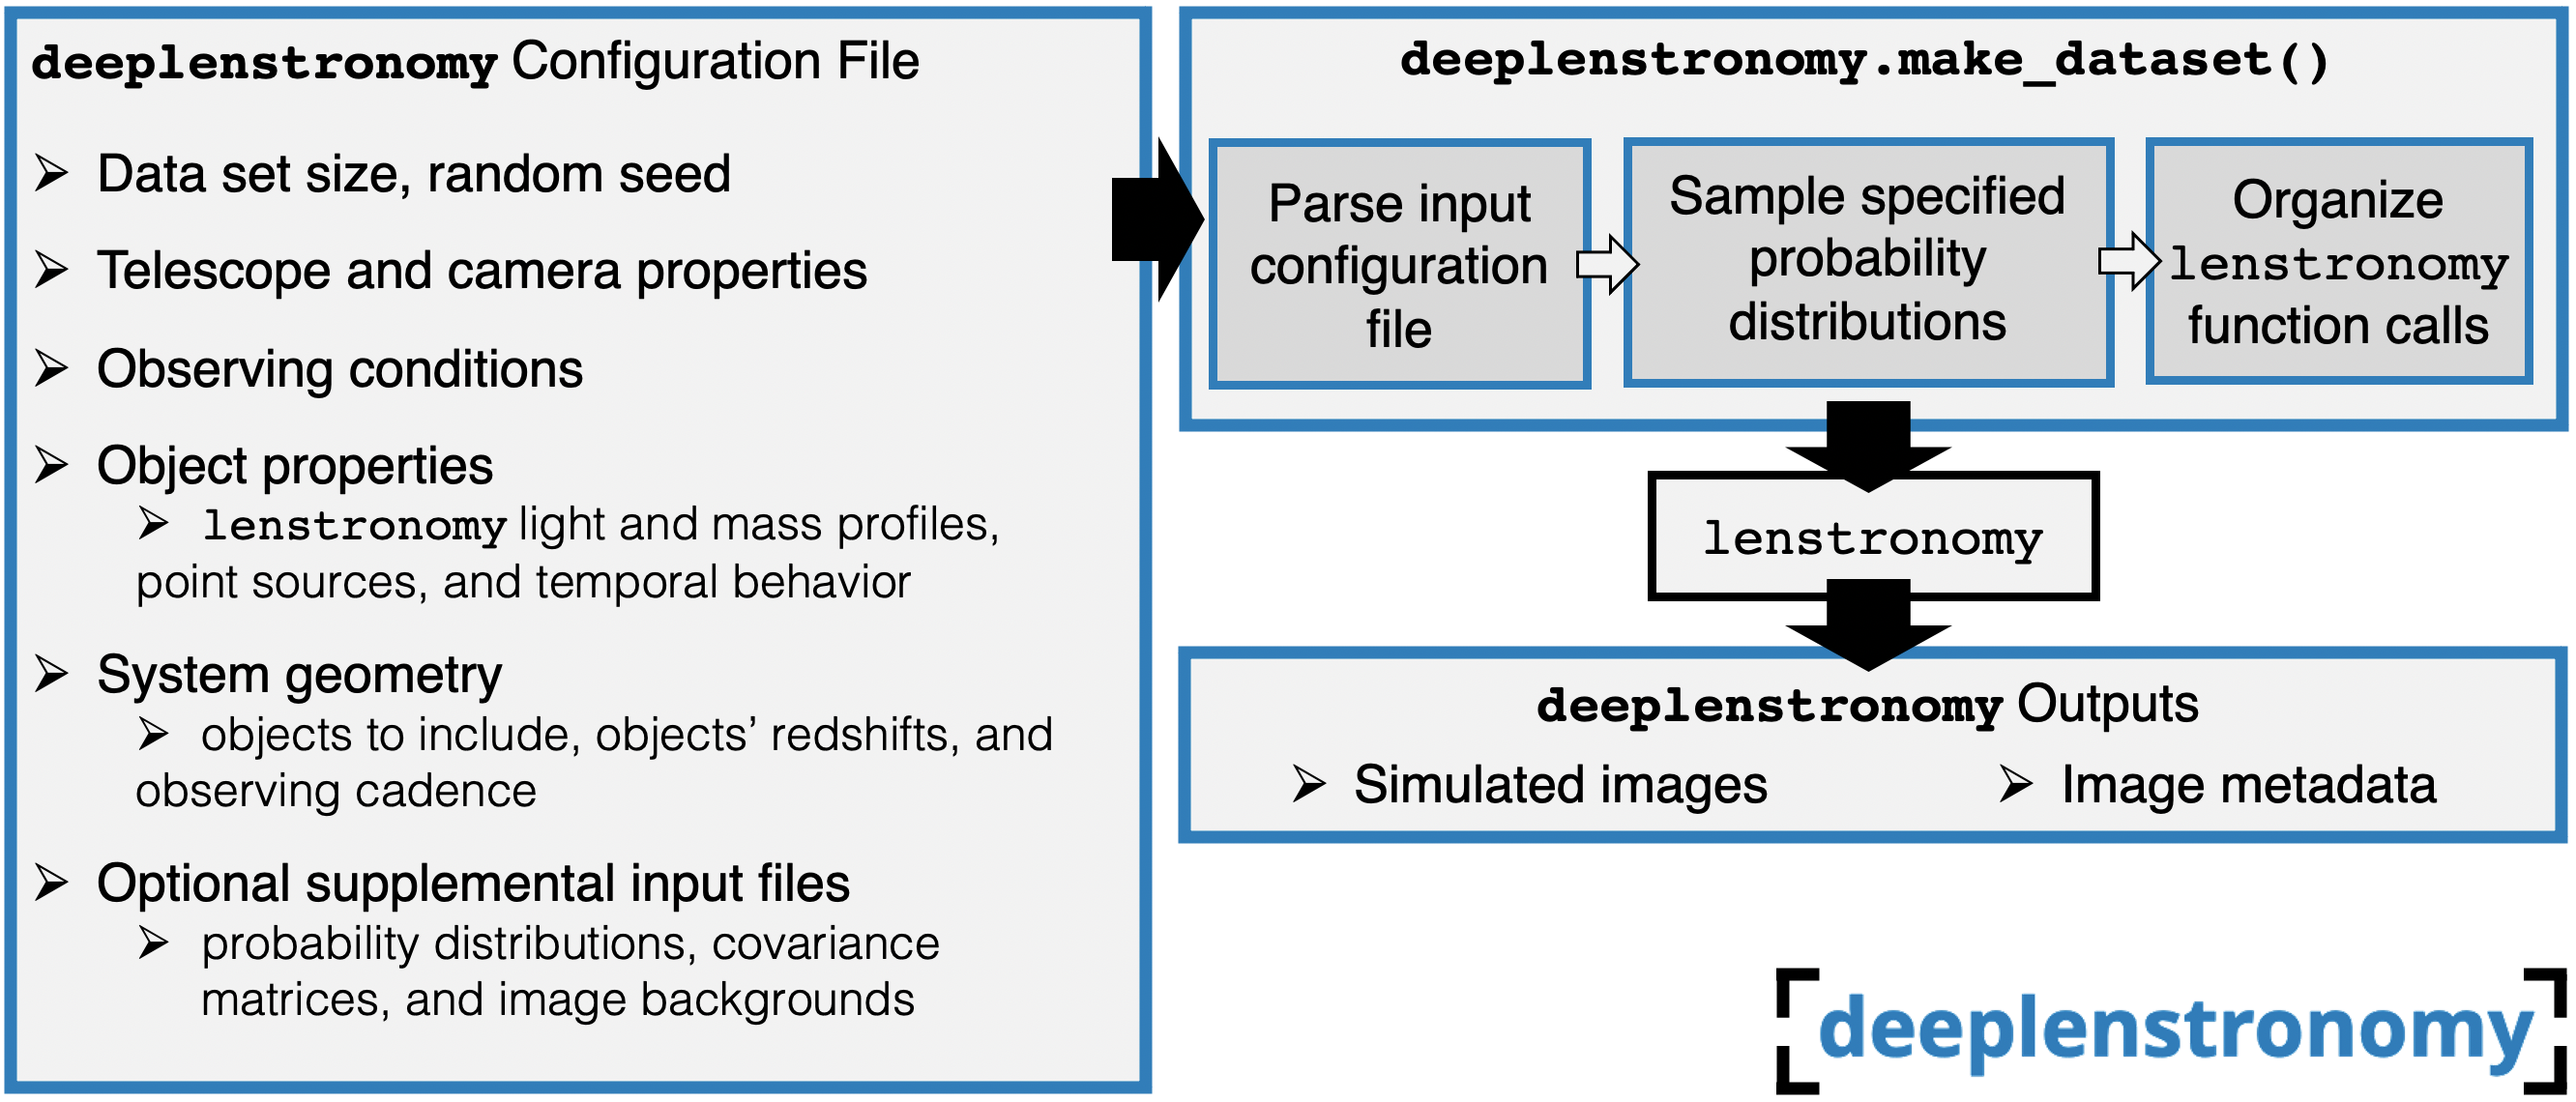 deeplenstronomy Configuration File
➢ Data set size, random seed
➢ Telescope and camera properties
➢ Observing conditions
➢ Object properties
➢ lenstronomy light and mass profiles,
point sources, and temporal behavior
➢ System geometry
➢ objects to include, objects’ redshifts, and
observing cadence
➢ Optional supplemental input files
➢ probability distributions, covariance
matrices, and image backgrounds
deeplenstronomy.make_dataset()
Parse input
configuration
file
Sample specified
probability
distributions
Organize
lenstronomy
function calls
lenstronomy
deeplenstronomy Outputs
➢ Simulated images
➢ Image metadata
deeplenstronomy